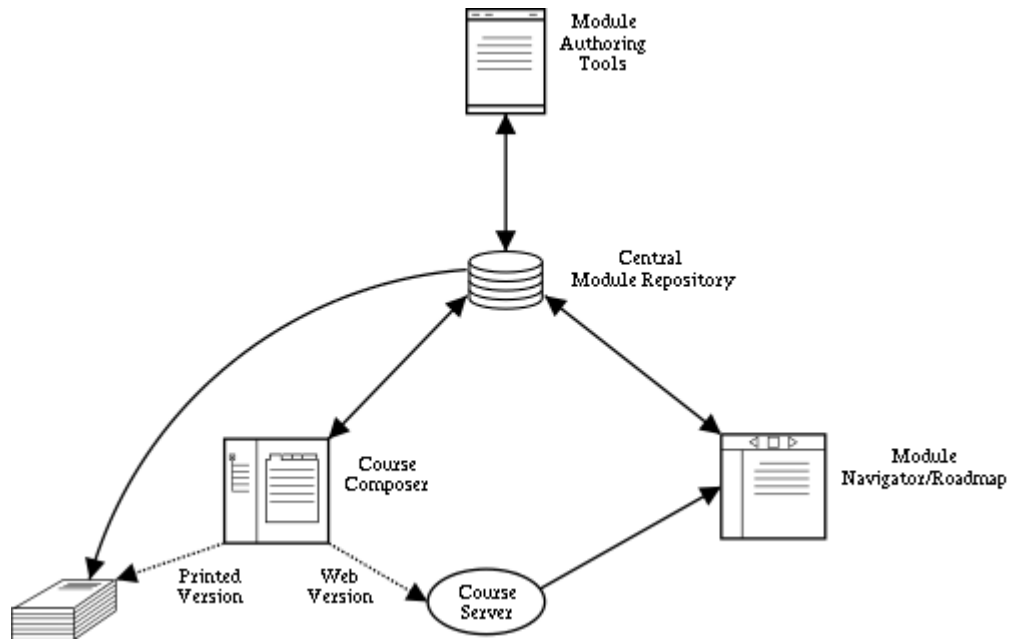 Module
Authoring
Tools
Central
Module Repository
Course
Composer
Module
Navigator/Roadmap
Printed
Version
Web
Version
Course
Server